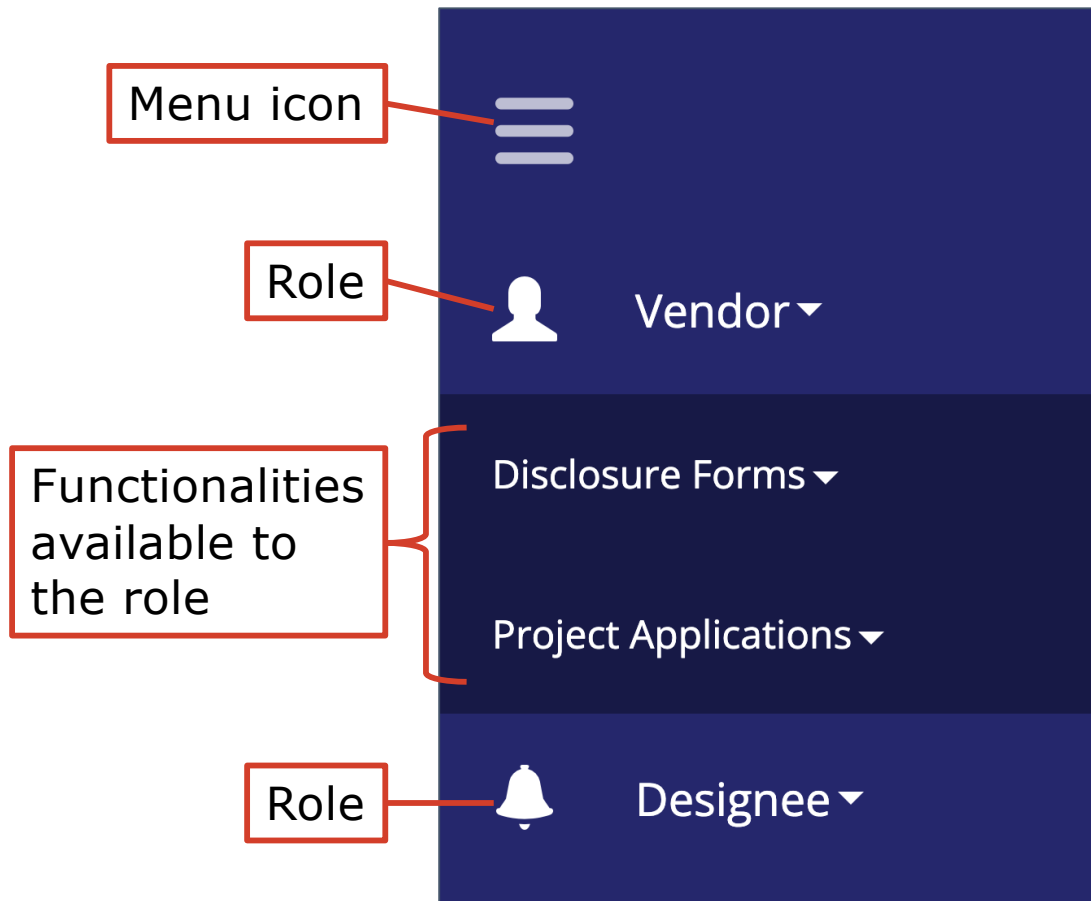 Menu icon
Role
Vendor
Functionalities
available to
the role
Disclosure Forms
Project Applications
Role
Designee